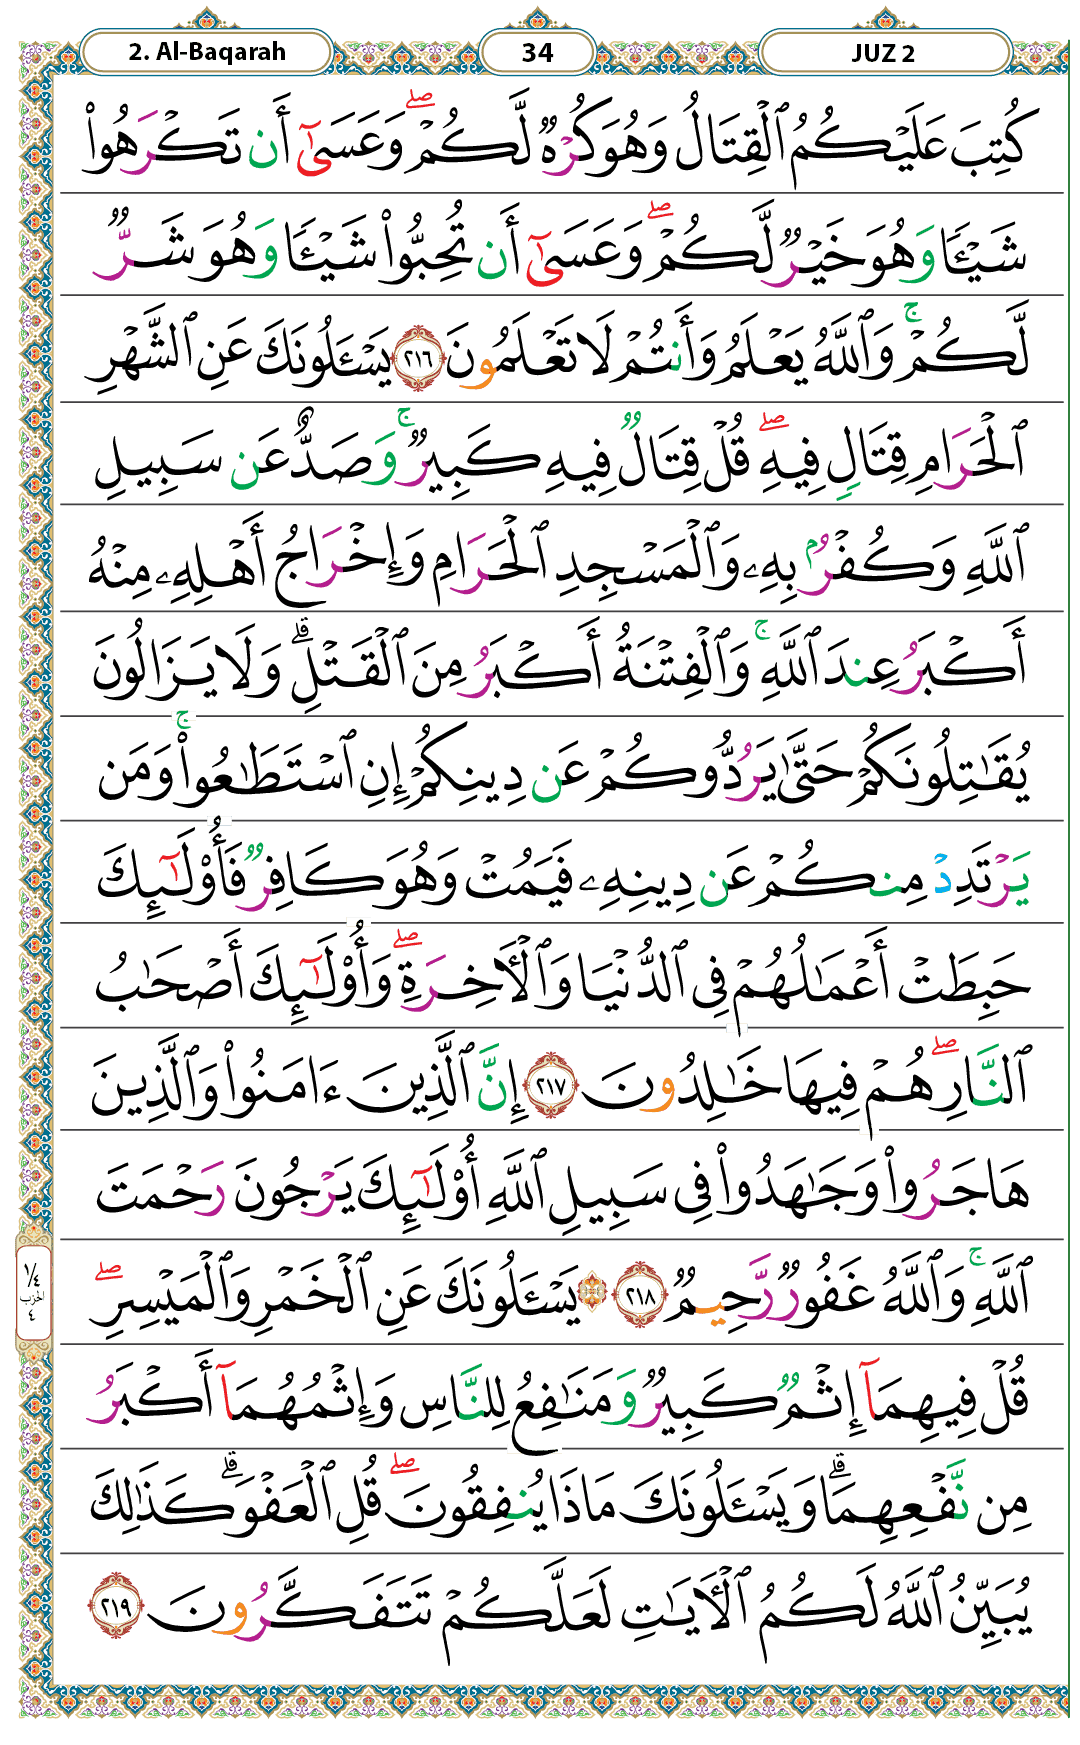 2. Al-Baqarah 34 JUZ 2
كُتِبَ عَلَيْكُمُ ٱلْقِتَالُ وَهُوَ كُرْهٌ لَّكُمْ ۖ وَعَسَىٰٓ أَن تَكْرَهُوا۟
شَيْـًٔا وَهُوَ خَيْرٌ لَّكُمْ ۖ وَعَسَىٰٓ أَن تُحِبُّوا۟ شَيْـًٔا وَهُوَ شَرٌّ
لَّكُمْ ۚ وَٱللَّهُ يَعْلَمُ وَأَنتُمْ لَا تَعْلَمُونَ ٢١٦ يَسْـَٔلُونَكَ عَنِ ٱلشَّهْرِ
ٱلْحَرَامِ قِتَالٍ فِيهِ ۖ قُلْ قِتَالٌ فِيهِ كَبِيرٌ ۚ وَصَدٌّ عَن سَبِيلِ
ٱللَّهِ وَكُفْرٌۢ بِهِۦ وَٱلْمَسْجِدِ ٱلْحَرَامِ وَإِخْرَاجُ أَهْلِهِۦ مِنْهُ
أَكْبَرُ عِندَ ٱللَّهِ ۚ وَٱلْفِتْنَةُ أَكْبَرُ مِنَ ٱلْقَتْلِ ۗ وَلَا يَزَالُونَ
يُقَـٰتِلُونَكُمْ حَتَّىٰ يَرُدُّوكُمْ عَن دِينِكُمْ إِنِ ٱسْتَطَـٰعُوا۟ ۚ وَمَن
يَرْتَدِدْ مِنكُمْ عَن دِينِهِۦ فَيَمُتْ وَهُوَ كَافِرٌ فَأُو۟لَـٰٓئِكَ
حَبِطَتْ أَعْمَـٰلُهُمْ فِى ٱلدُّنْيَا وَٱلْـَٔاخِرَةِ ۖ وَأُو۟لَـٰٓئِكَ أَصْحَـٰبُ
ٱلنَّارِ ۖ هُمْ فِيهَا خَـٰلِدُونَ ٢١٧ إِنَّ ٱلَّذِينَ ءَامَنُوا۟ وَٱلَّذِينَ
هَاجَرُوا۟ وَجَـٰهَدُوا۟ فِى سَبِيلِ ٱللَّهِ أُو۟لَـٰٓئِكَ يَرْجُونَ رَحْمَتَ
ٱللَّهِ ۚ وَٱللَّهُ غَفُورٌ رَّحِيمٌ ٢١٨ ۞ يَسْـَٔلُونَكَ عَنِ ٱلْخَمْرِ وَٱلْمَيْسِرِ ۖ
١/٤ الحزب ٤
قُلْ فِيهِمَآ إِثْمٌ كَبِيرٌ وَمَنَـٰفِعُ لِلنَّاسِ وَإِثْمُهُمَآ أَكْبَرُ
مِن نَّفْعِهِمَا ۗ وَيَسْـَٔلُونَكَ مَاذَا يُنفِقُونَ ۖ قُلِ ٱلْعَفْوَ ۗ كَذَٰلِكَ
يُبَيِّنُ ٱللَّهُ لَكُمُ ٱلْـَٔايَـٰتِ لَعَلَّكُمْ تَتَفَكَّرُونَ ٢١٩